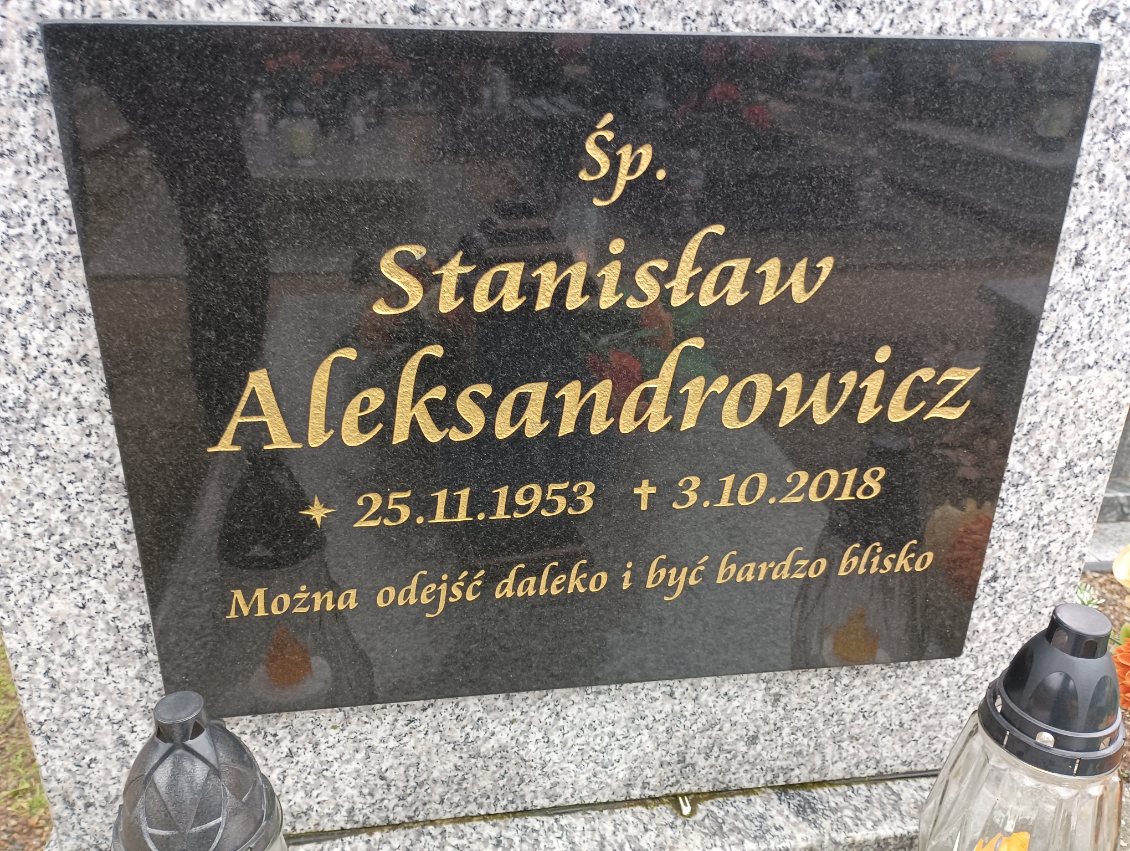 Śp.
Stanisław
Aleksandrowicz
✶ 25.11.1953 ✝ 3.10.2018
Można odejść daleko i być bardzo blisko